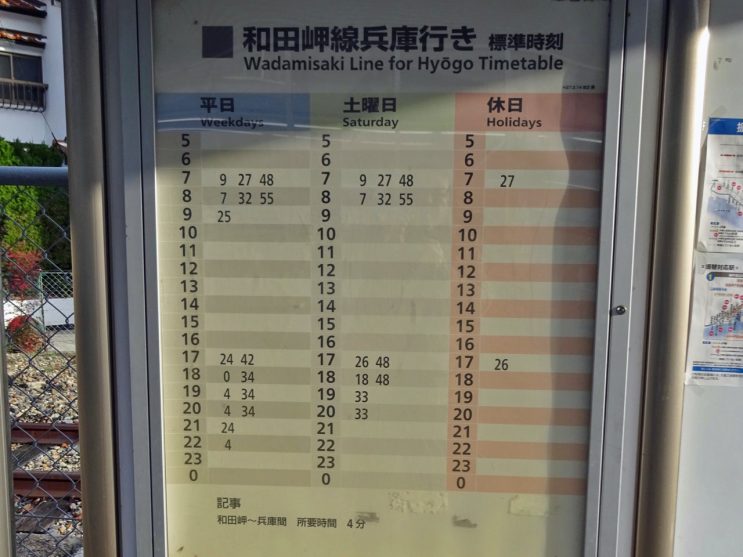 和田岬線兵庫行き 標準時刻
Wadamisaki Line for Hyōgo Timetable
平日 土曜日 休日
Weekdays Saturday Holidays
5 5 5
6 6 6
7 9 27 48 7 9 27 48 7 27
8 7 32 55 8 7 32 55 8
9 25 9 9
10 10 10
11 11 11
12 12 12
13 13 13
14 14 14
15 15 15
16 16 16
17 24 42 17 26 48 17 26
18 0 34 18 18 48 18
19 4 34 19 33 19
20 4 34 20 33 20
21 24 21 21
22 4 22 22
23 23 23
0 0 0
記事
和田岬～兵庫間 所要時間 4分